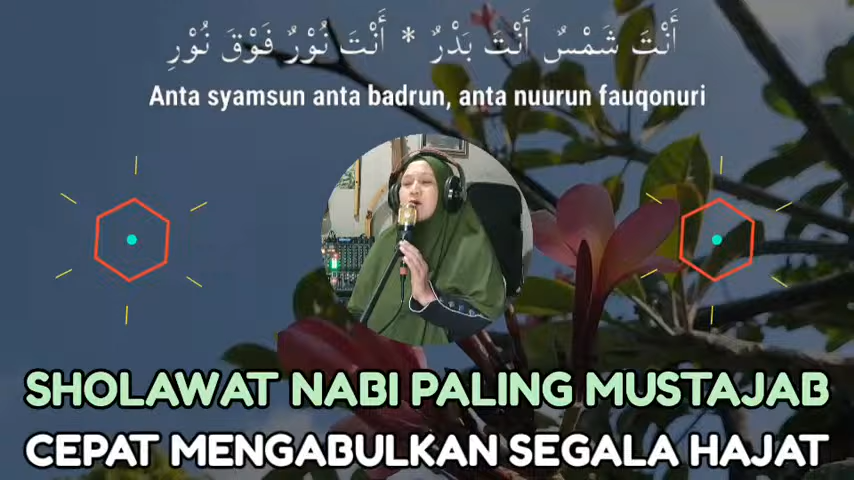 أَنْتَ شَمْسٌ أَنْتَ بَدْرٌ * أَنْتَ نُوْرٌ فَوْقَ نُوْرِ
Anta syamsun anta badrun, anta nuurun fauqonuri
SHOLAWAT NABI PALING MUSTAJAB
CEPAT MENGABULKAN SEGALA HAJAT